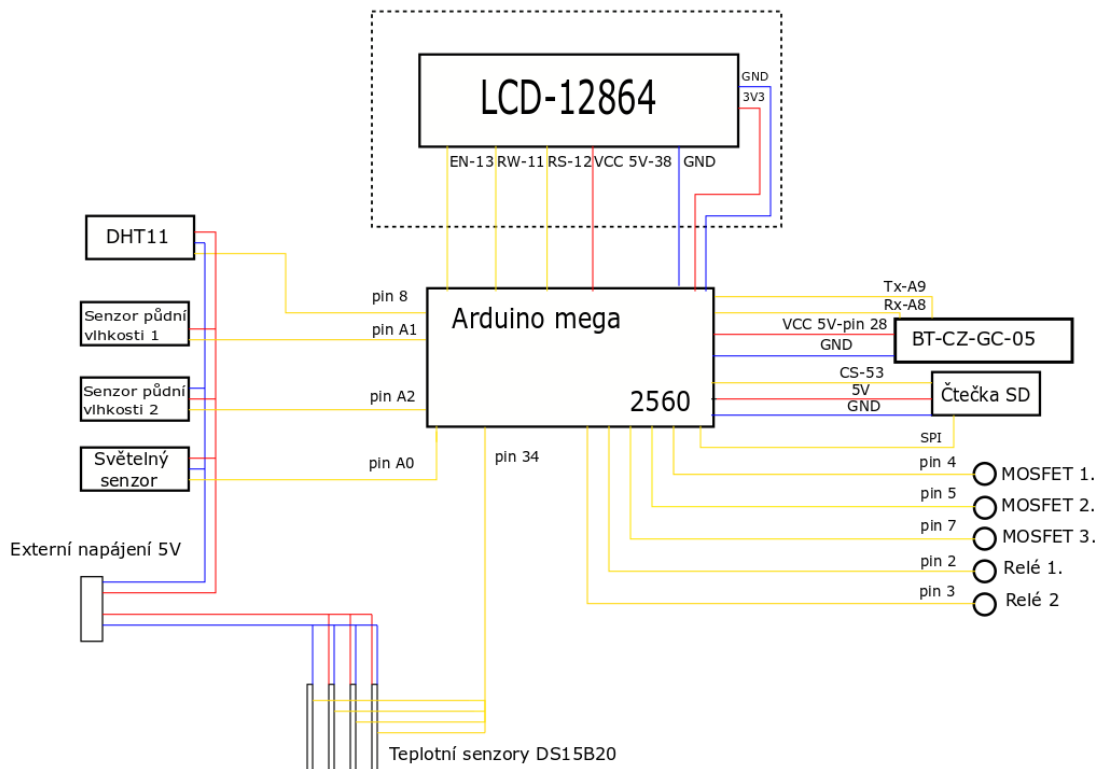 LCD-12864
GND
3V3
EN-13
RW-11
RS-12
VCC 5V-38
GND
DHT11
pin 8
Senzor půdní
vlhkosti 1
pin A1
Senzor půdní
vlhkosti 2
pin A2
Světelný
senzor
pin A0
Arduino mega
2560
pin 34
Tx-A9
Rx-A8
VCC 5V-pin 28
GND
BT-CZ-GC-05
CS-53
5V
GND
Čtečka SD
SPI
pin 4
MOSFET 1.
pin 5
MOSFET 2.
pin 7
MOSFET 3.
pin 2
Relé 1.
pin 3
Relé 2
Externí napájení 5V
Teplotní senzory DS15B20